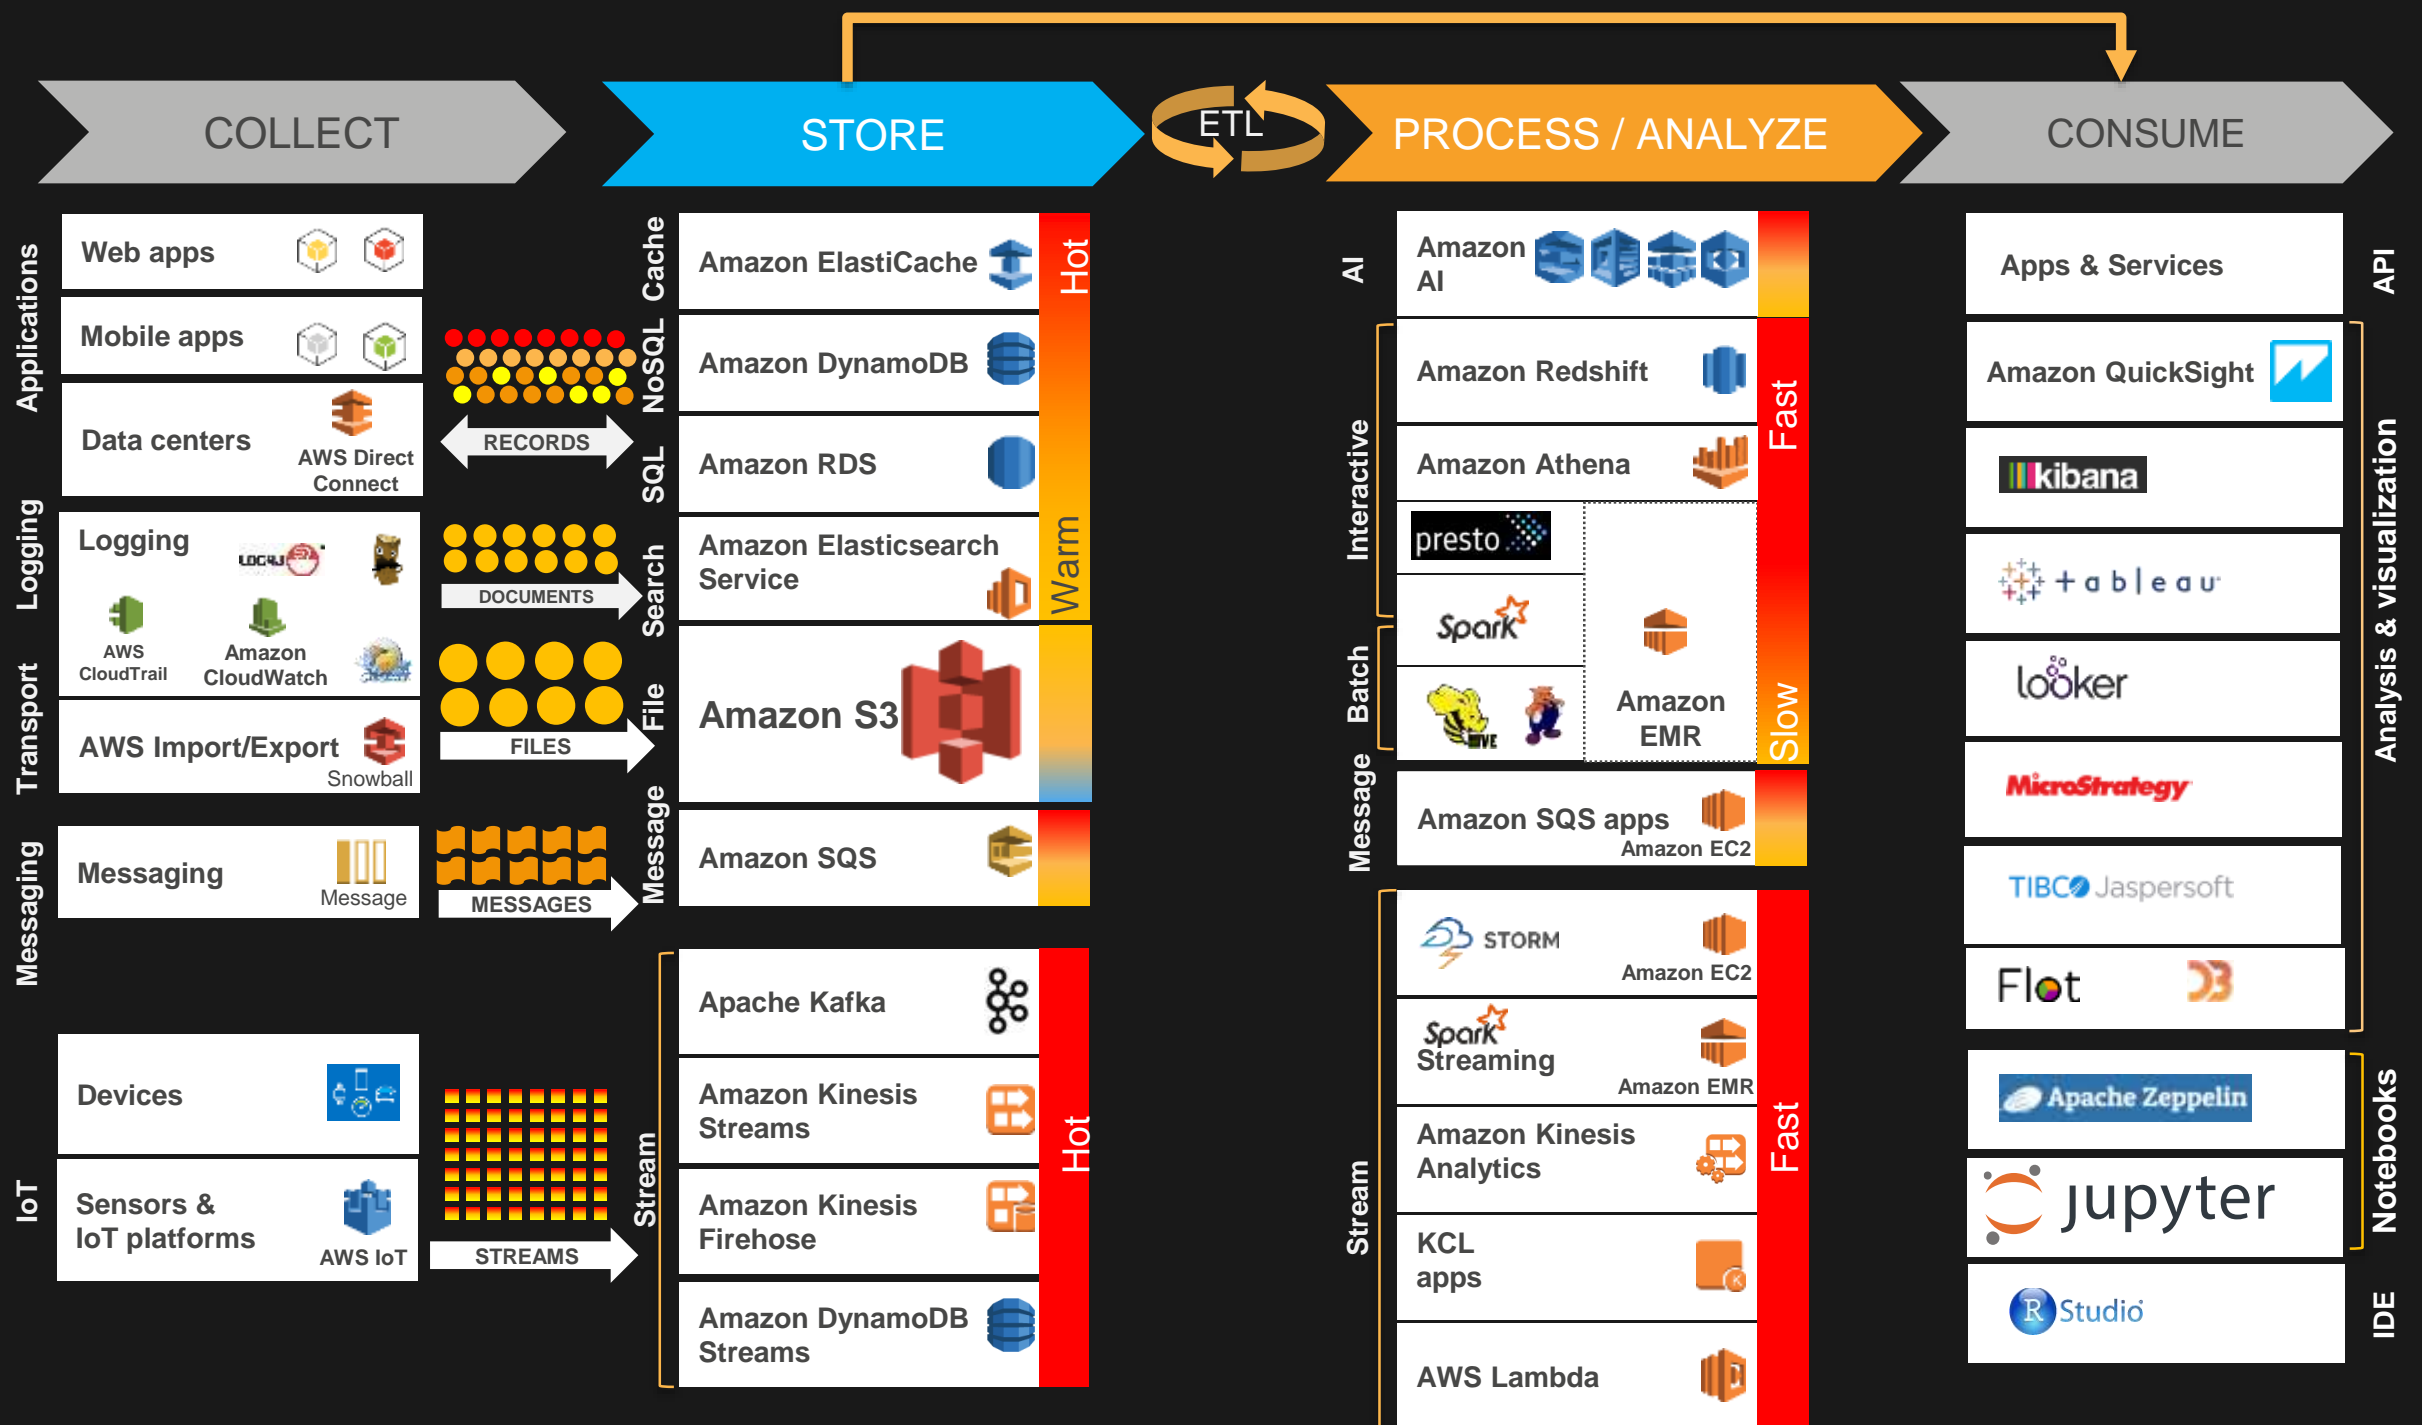 COLLECT
STORE
ETL
PROCESS / ANALYZE
CONSUME
Applications
Web apps
Mobile apps
Data centers
AWS Direct
Connect
Logging
Logging
LOG4J
AWS
CloudTrail
Amazon
CloudWatch
Transport
AWS Import/Export
Snowball
Messaging
Messaging
Message
IoT
Devices
Sensors &
IoT platforms
AWS IoT
RECORDS
DOCUMENTS
FILES
MESSAGES
STREAMS
Cache
Amazon ElastiCache
NoSQL
Amazon DynamoDB
SQL
Amazon RDS
Search
Amazon Elasticsearch
Service
Hot
Warm
File
Amazon S3
Message
Amazon SQS
Stream
Apache Kafka
Amazon Kinesis
Streams
Amazon Kinesis
Firehose
Amazon DynamoDB
Streams
Hot
AI
Amazon
AI
Interactive
Amazon Redshift
Amazon Athena
presto
Spark
Batch
HIVE
Amazon
EMR
Fast
Slow
Message
Amazon SQS apps
Amazon EC2
Stream
STORM
Amazon EC2
Spark
Streaming
Amazon EMR
Amazon Kinesis
Analytics
KCL
apps
K
AWS Lambda
Fast
Apps & Services
API
Amazon QuickSight
kibana
+ableau
looker
MicroStrategy
TIBCO Jaspersoft
Flot
D3
Analysis & visualization
Apache Zeppelin
jupyter
Notebooks
R Studio
IDE